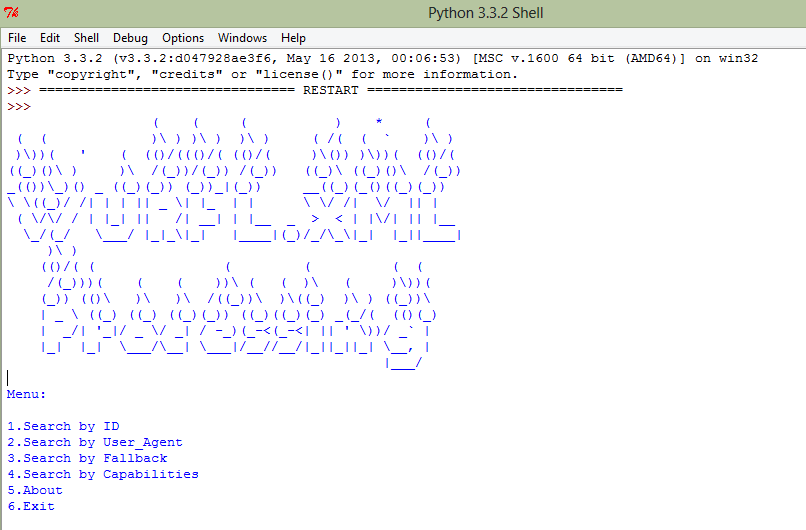 Python 3.3.2 Shell
File Edit Shell Debug Options Windows Help
Python 3.3.2 (v3.3.2:d047928ae3f6, May 16 2013, 00:06:53) [MSC v.1600 64 bit (AMD64)] on win32
Type "copyright", "credits" or "license()" for more information.
>>> ================================ RESTART ================================
>>>
WURFL.XML
Processing
Menu:
1.Search by ID
2.Search by User_Agent
3.Search by Fallback
4.Search by Capabilities
5.About
6.Exit